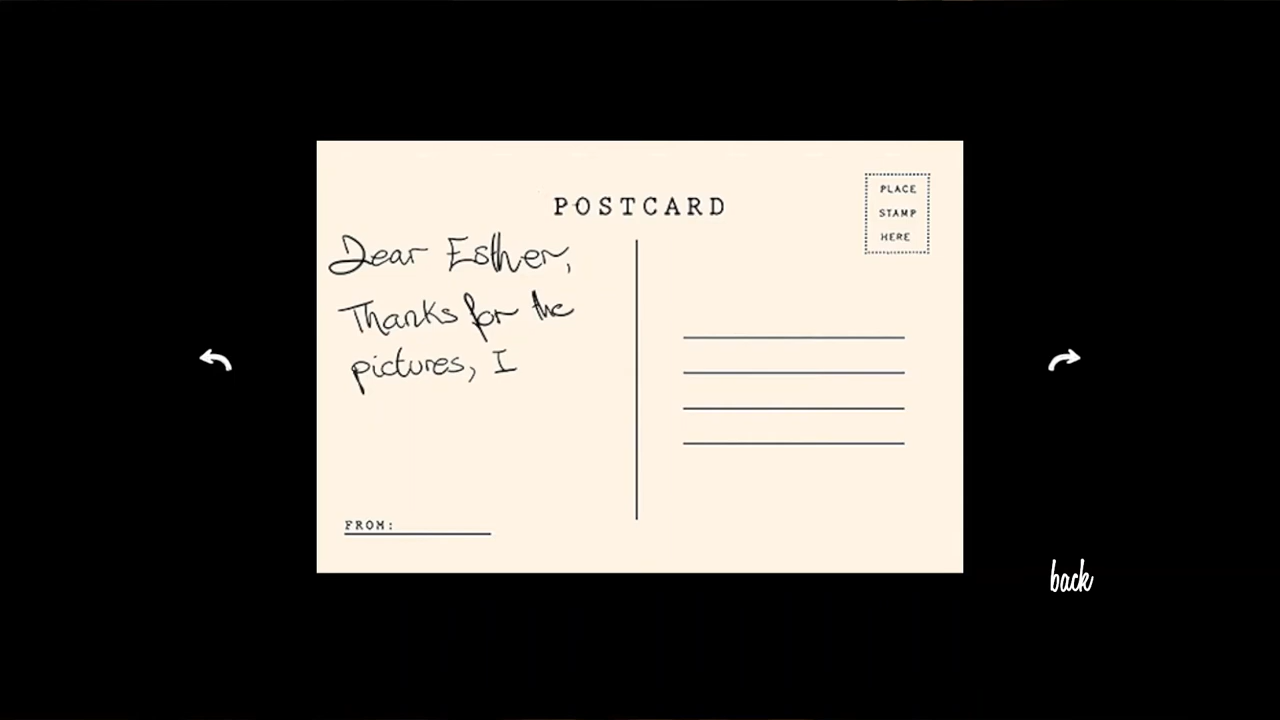 POSTCARD
PLACE
STAMP
HERE
Dear Esther,
Thanks for the
pictures, I
FROM:
back